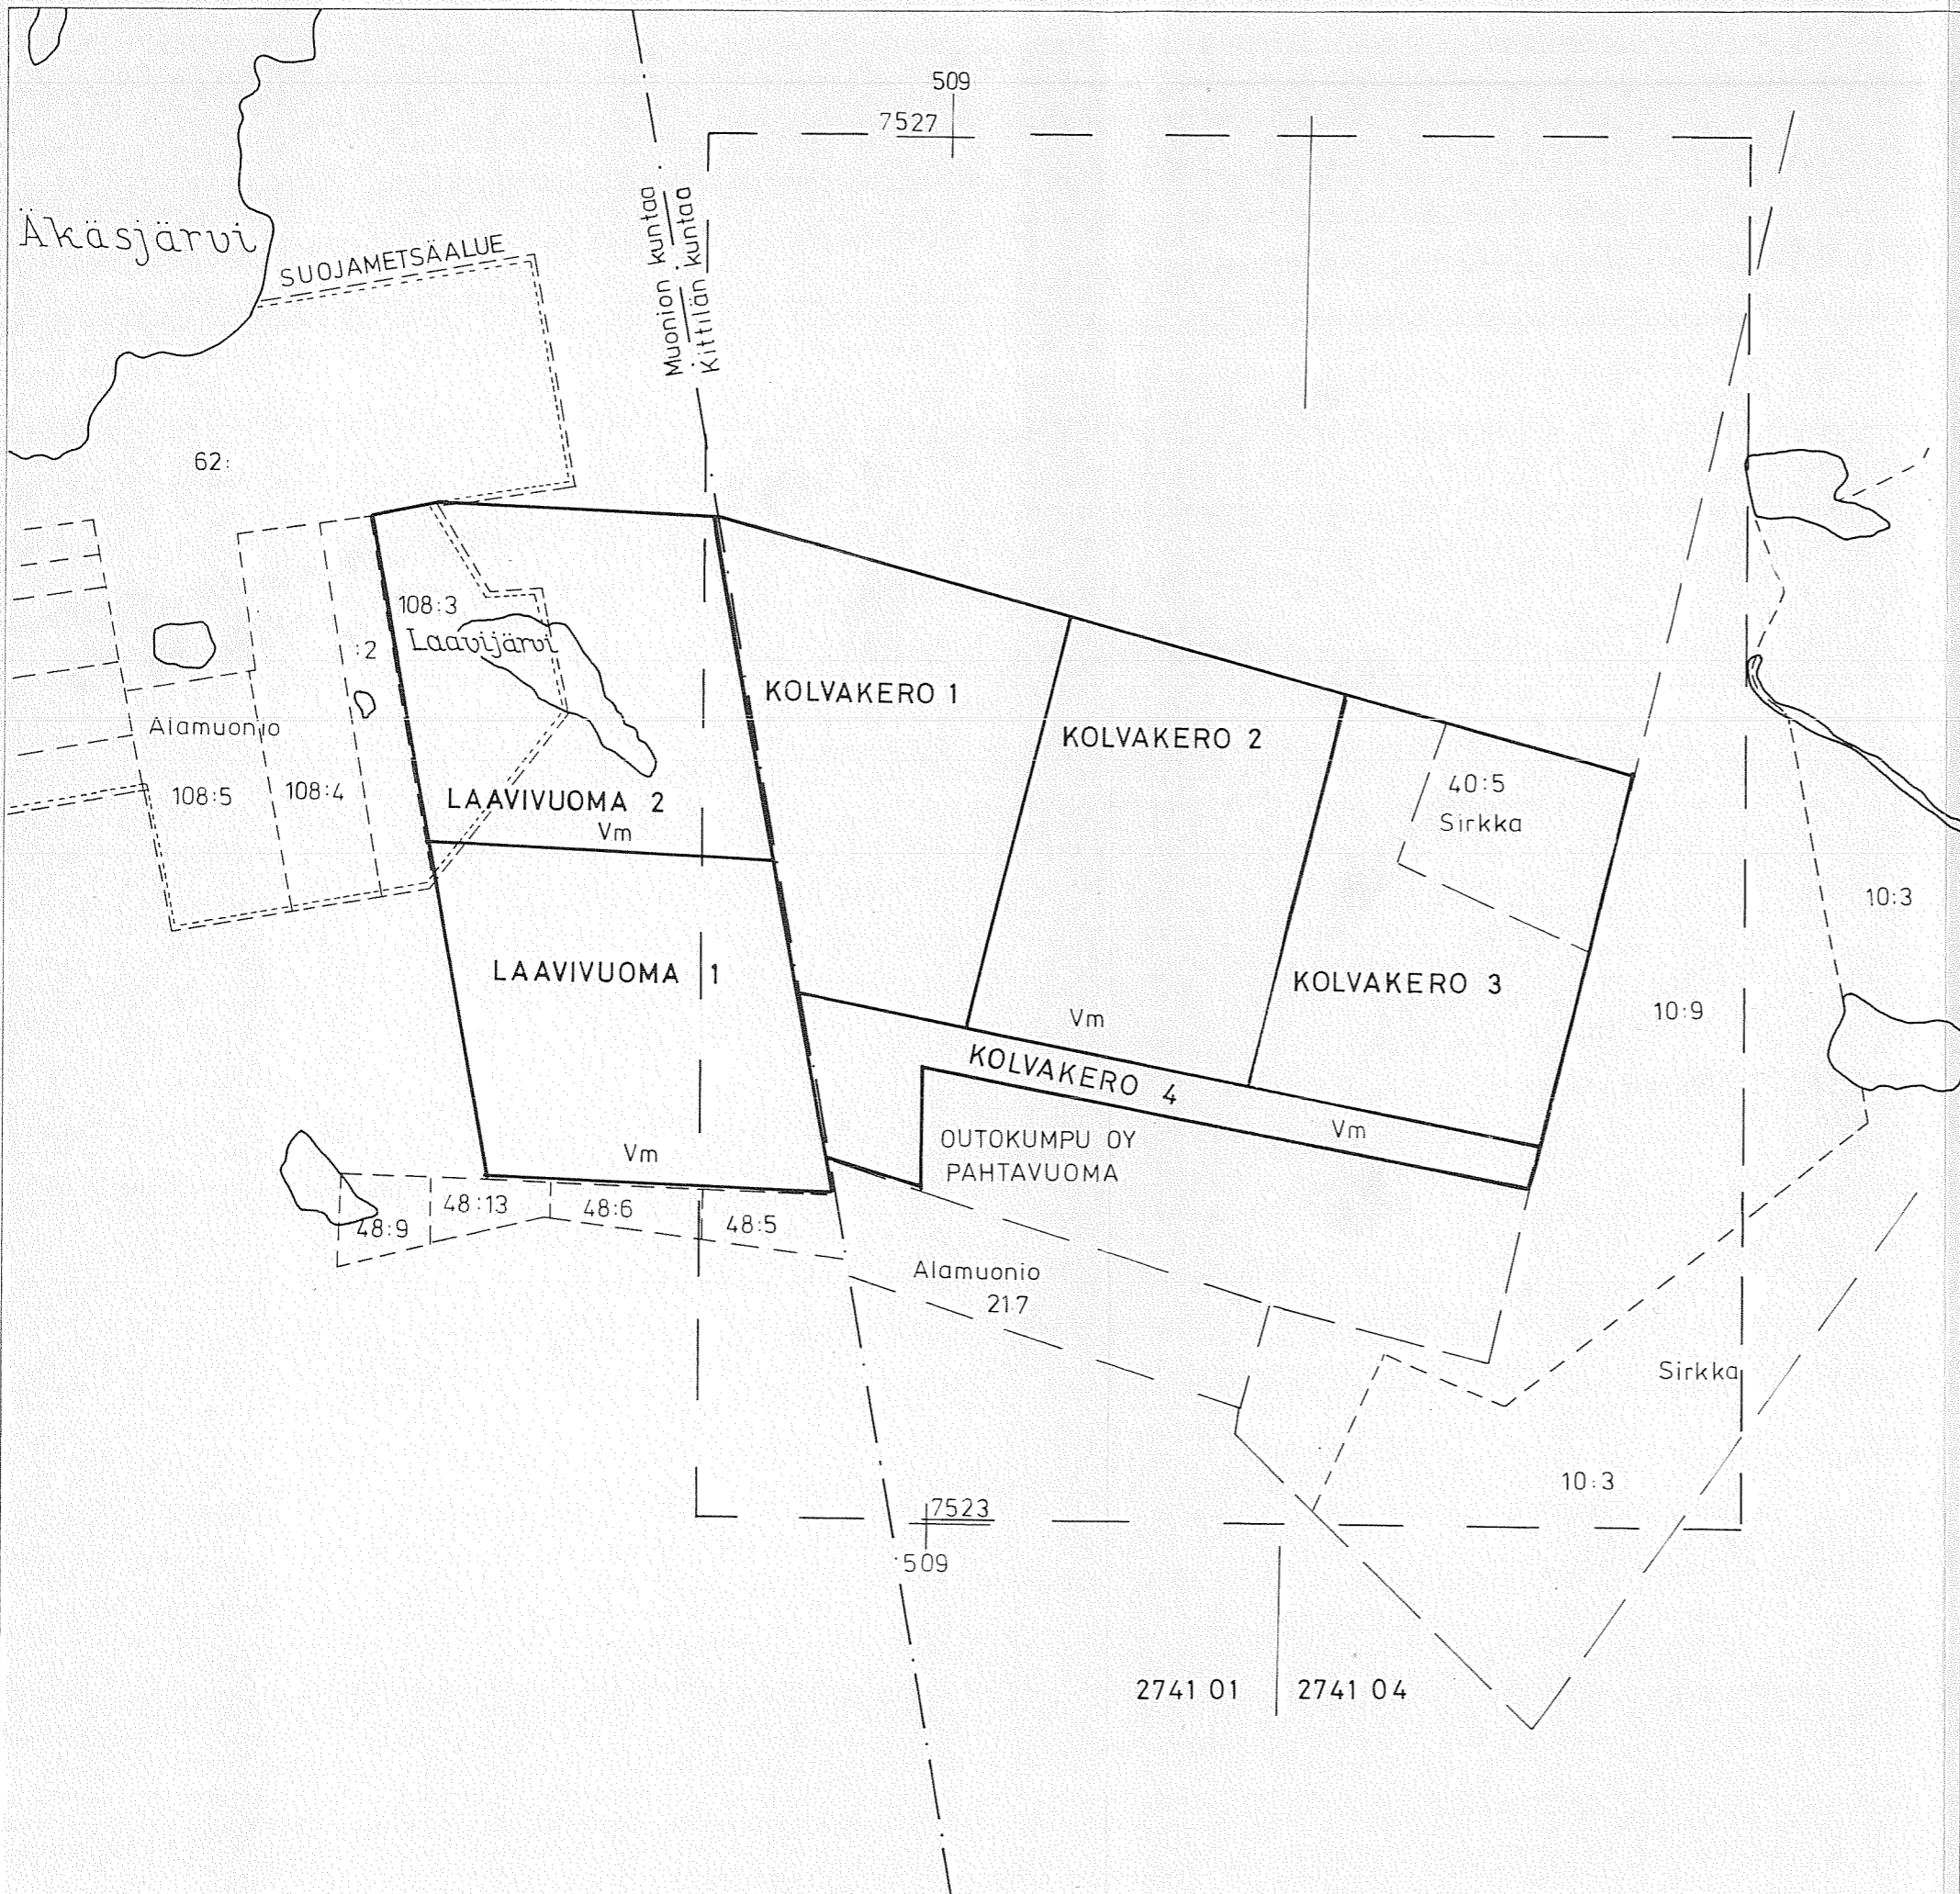 509
7527
Äkäsjärvi
SUOJAMETSÄALUE
Muonion kuntaa
Kittilän kuntaa
62:
108:3
Laavijärvi
:2
KOLVAKERO 1
KOLVAKERO 2
Alamuonio
108:5
108:4
LAAVIVUOMA 2
Vm
40:5
Sirkka
10:3
LAAVIVUOMA 1
KOLVAKERO 3
10:9
Vm
KOLVAKERO 4
Vm
OUTOKUMPU OY
PAHTAVUOMA
Vm
48:9
48:13
48:6
48:5
Alamuonio
217
Sirkka
10:3
7523
509
2741 01
2741 04